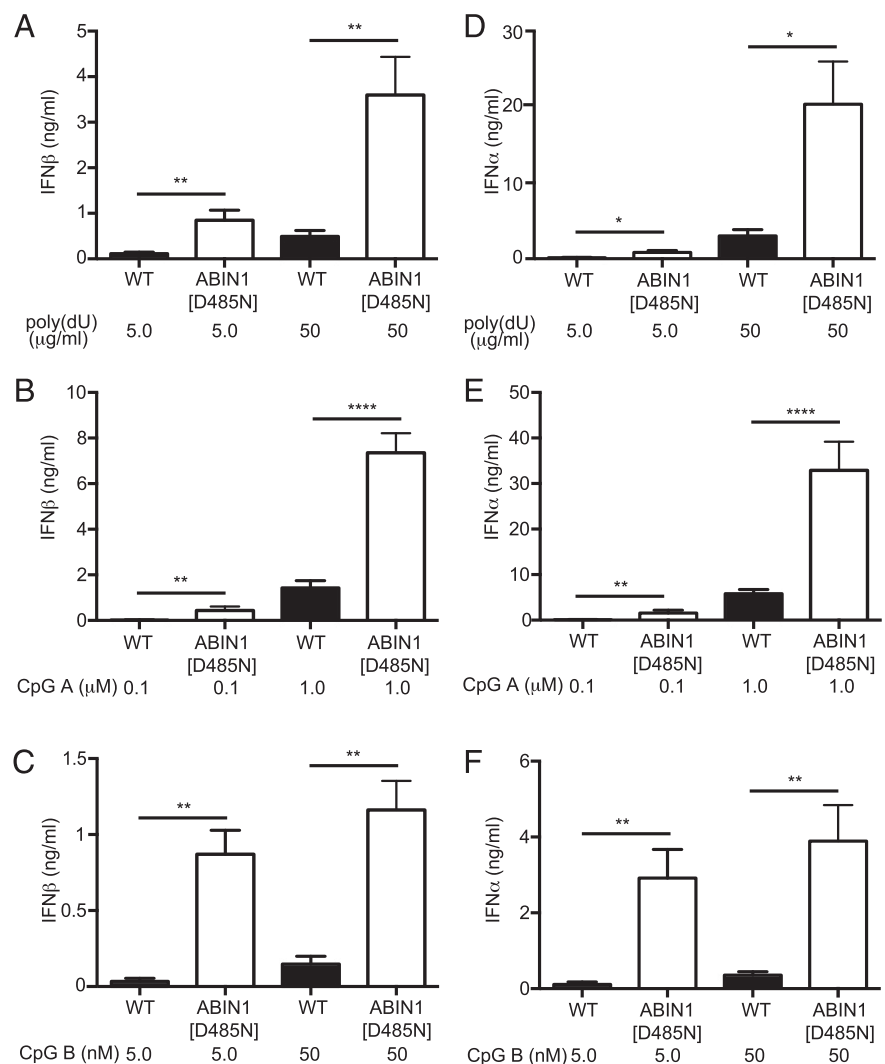 A
IFNβ (ng/ml)
5
4
3
2
1
0
**
**
WT
ABIN1
[D485N]
WT
ABIN1
[D485N]
poly(dU)
(μg/ml)
5.0
5.0
50
50
D
IFNα (ng/ml)
30
20
10
0
*
*
WT
ABIN1
[D485N]
WT
ABIN1
[D485N]
poly(dU)
(μg/ml)
5.0
5.0
50
50
B
IFNβ (ng/ml)
10
8
6
4
2
0
**
****
WT
ABIN1
[D485N]
WT
ABIN1
[D485N]
CpG A (μM) 0.1
0.1
1.0
1.0
E
IFNα (ng/ml)
50
40
30
20
10
0
**
****
WT
ABIN1
[D485N]
WT
ABIN1
[D485N]
CpG A (μM) 0.1
0.1
1.0
1.0
C
IFNβ (ng/ml)
1.5
1
0.5
0
**
**
WT
ABIN1
[D485N]
WT
ABIN1
[D485N]
CpG B (nM) 5.0
5.0
50
50
F
IFNα (ng/ml)
6
4
2
0
**
**
WT
ABIN1
[D485N]
WT
ABIN1
[D485N]
CpG B (nM) 5.0
5.0
50
50